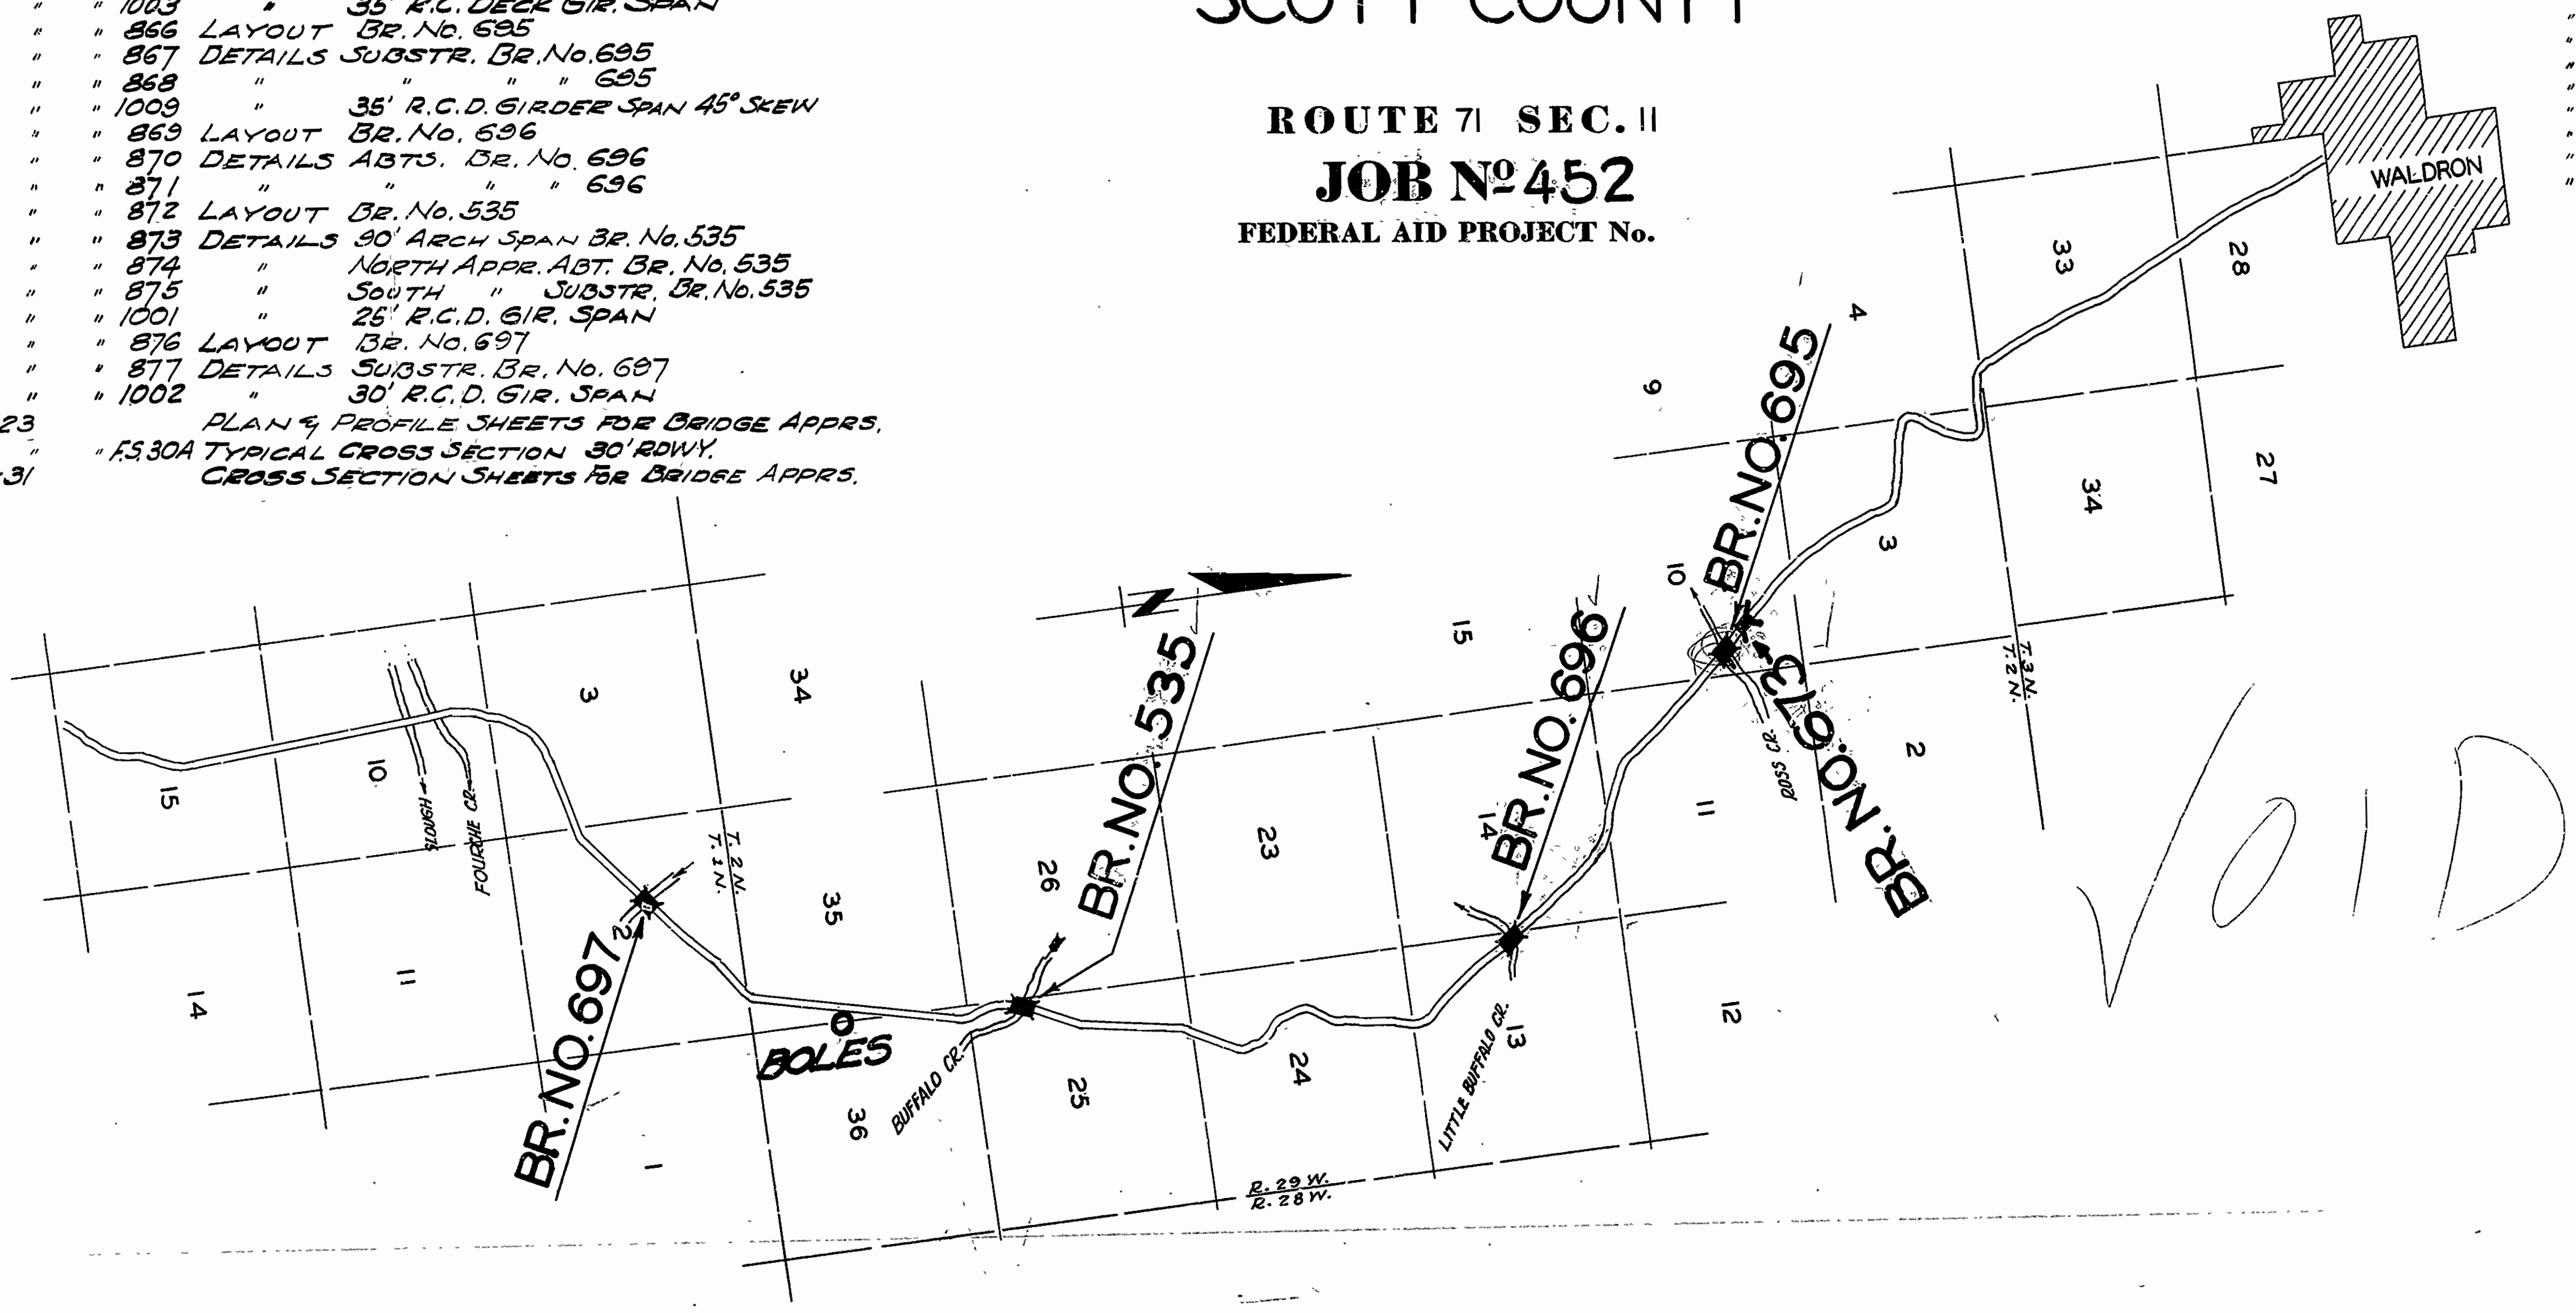 " " 1003 " 35' R.C. DECK GIR. SPAN
" " 866 LAYOUT BR. No. 695
" " 867 DETAILS SUBSTR. BR. No. 695
" " 868 " " " " 695
" " 1009 " 35' R.C.D. GIRDER SPAN 45° SKEW
" " 869 LAYOUT BR. No. 696
" " 870 DETAILS ABTS. BR. No. 696
" " 871 " " " " 696
" " 872 LAYOUT BR. No. 535
" " 873 DETAILS 90' ARCH SPAN BR. No. 535
" " 874 " NORTH APPR. ABT. BR. No. 535
" " 875 " SOUTH " SUBSTR. BR. No. 535
" " 1001 " 25' R.C.D. GIR. SPAN
" " 876 LAYOUT BR. No. 697
" " 877 DETAILS SUBSTR. BR. No. 697
" " 1002 " 30' R.C.D. GIR. SPAN
23 PLAN & PROFILE SHEETS FOR BRIDGE APPRS.
" " F.S. 30A TYPICAL CROSS SECTION 30' RDWY.
31 CROSS SECTION SHEETS FOR BRIDGE APPRS.
SCOTT COUNTY
ROUTE 71 SEC. 11
JOB No 452
FEDERAL AID PROJECT No.
WALDRON
33
28
4
9
34
27
3
10
BR. NO. 695
BR. NO. 673
ROSS CR.
T. 3 N.
T. 2 N.
2
11
12
N
15
BR. NO. 696
14
13
LITTLE BUFFALO CR.
BR. NO. 535
23
24
26
25
BUFFALO CR.
BOLES
34
35
36
T. 2 N.
T. 1 N.
R. 29 W.
R. 28 W.
3
2
1
BR. NO. 697
10
11
15
14
SLOUGH
FOURCHE CR.
VOID